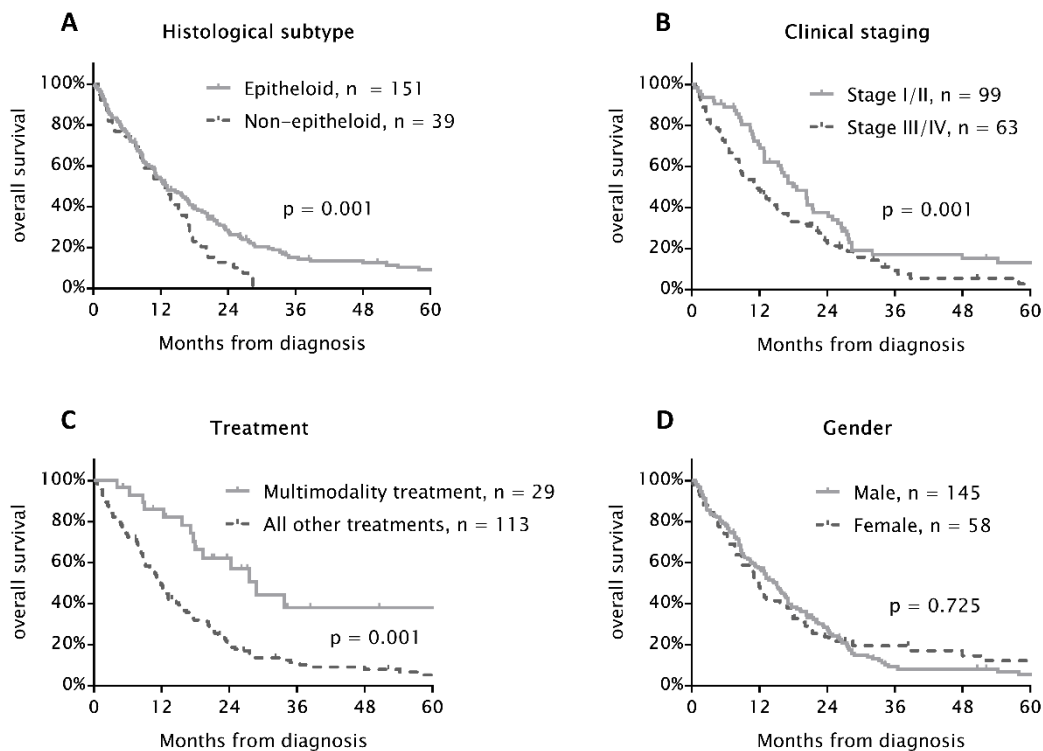 A
Histological subtype
overall survival
100%
80%
60%
40%
20%
0%
Epitheloid, n = 151
Non-epitheloid, n = 39
p = 0.001
0 12 24 36 48 60
Months from diagnosis
B
Clinical staging
overall survival
100%
80%
60%
40%
20%
0%
Stage I/II, n = 99
Stage III/IV, n = 63
p = 0.001
0 12 24 36 48 60
Months from diagnosis
C
Treatment
overall survival
100%
80%
60%
40%
20%
0%
Multimodality treatment, n = 29
All other treatments, n = 113
p = 0.001
0 12 24 36 48 60
Months from diagnosis
D
Gender
overall survival
100%
80%
60%
40%
20%
0%
Male, n = 145
Female, n = 58
p = 0.725
0 12 24 36 48 60
Months from diagnosis